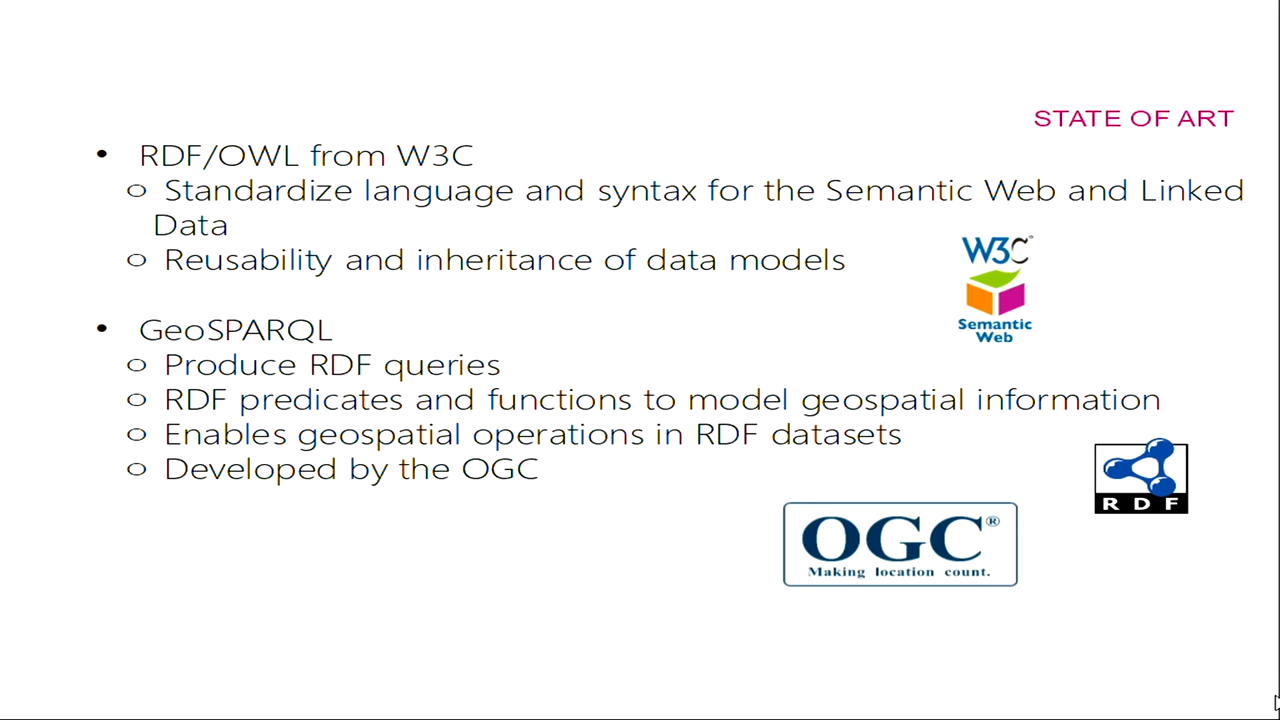 STATE OF ART
• RDF/OWL from W3C
o Standardize language and syntax for the Semantic Web and Linked
Data
o Reusability and inheritance of data models
W3C®
Semantic
Web
• GeoSPARQL
o Produce RDF queries
o RDF predicates and functions to model geospatial information
o Enables geospatial operations in RDF datasets
o Developed by the OGC
RDF
OGC®
Making location count.